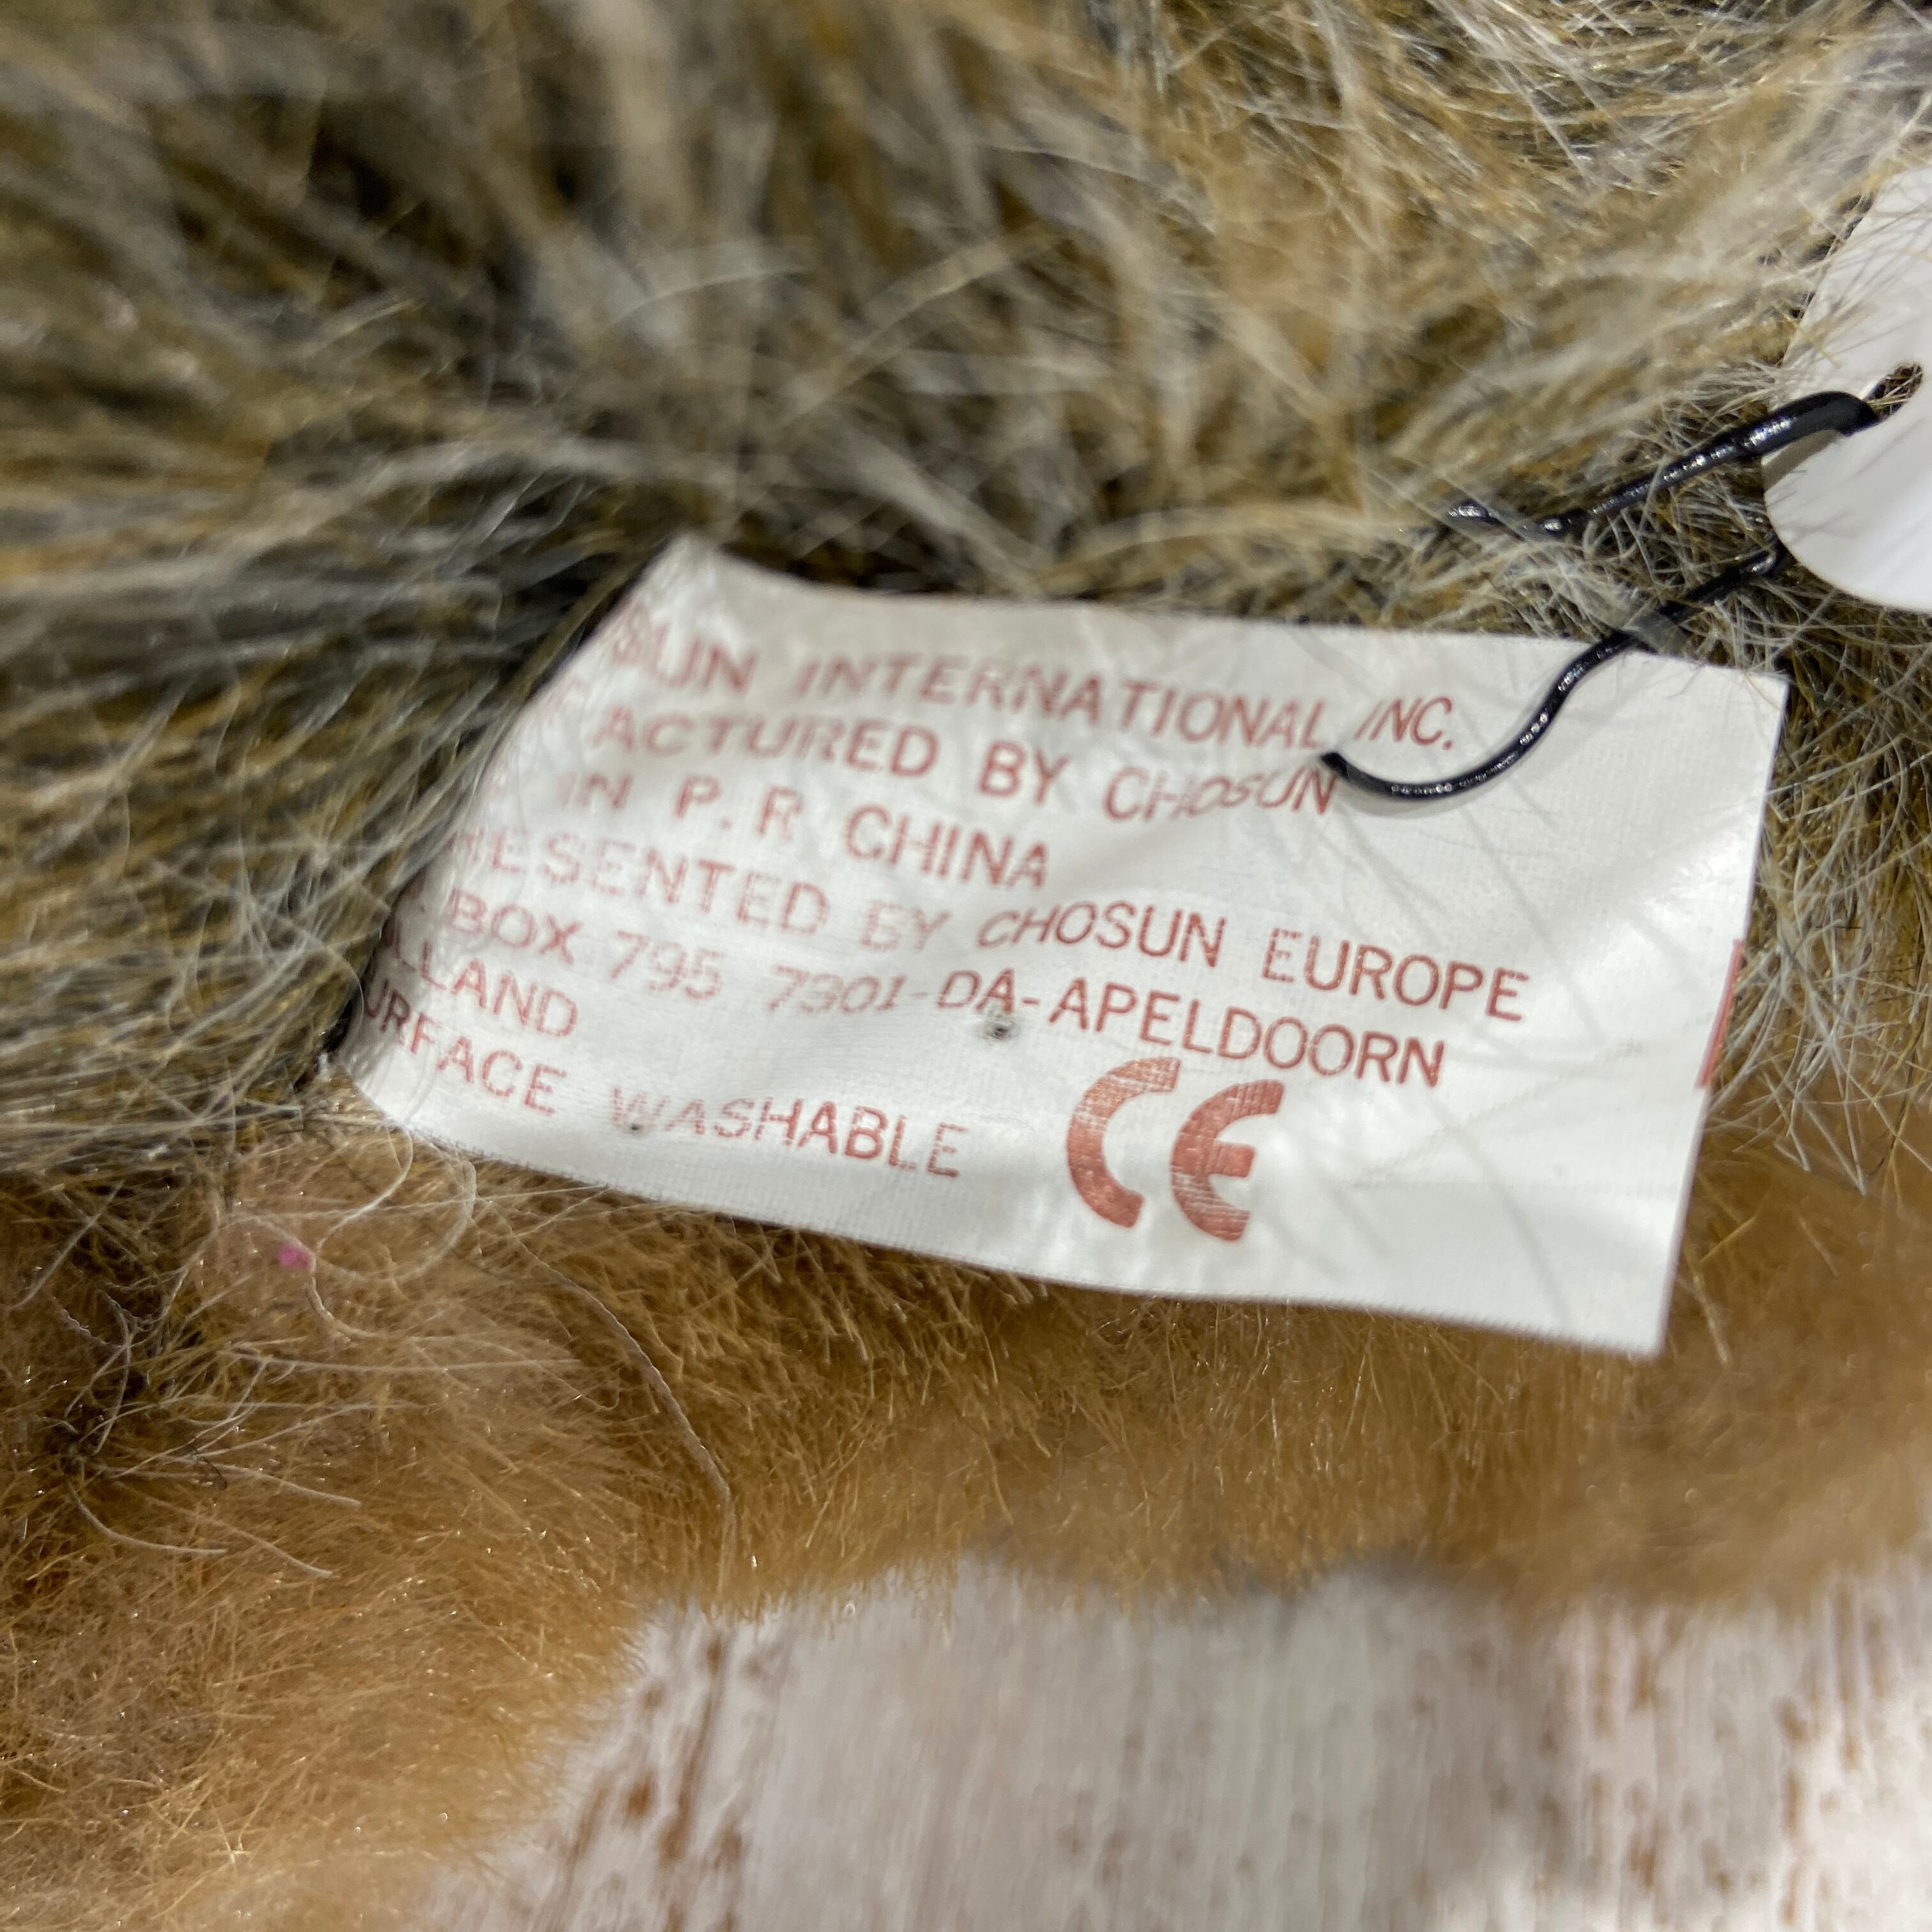 SUN INTERNATIONAL INC.
ACTURED BY CHOSUN
IN P.R CHINA
RESENTED BY CHOSUN EUROPE
BOX 795 7301-DA-APELDOORN
LLAND
URFACE WASHABLE CE